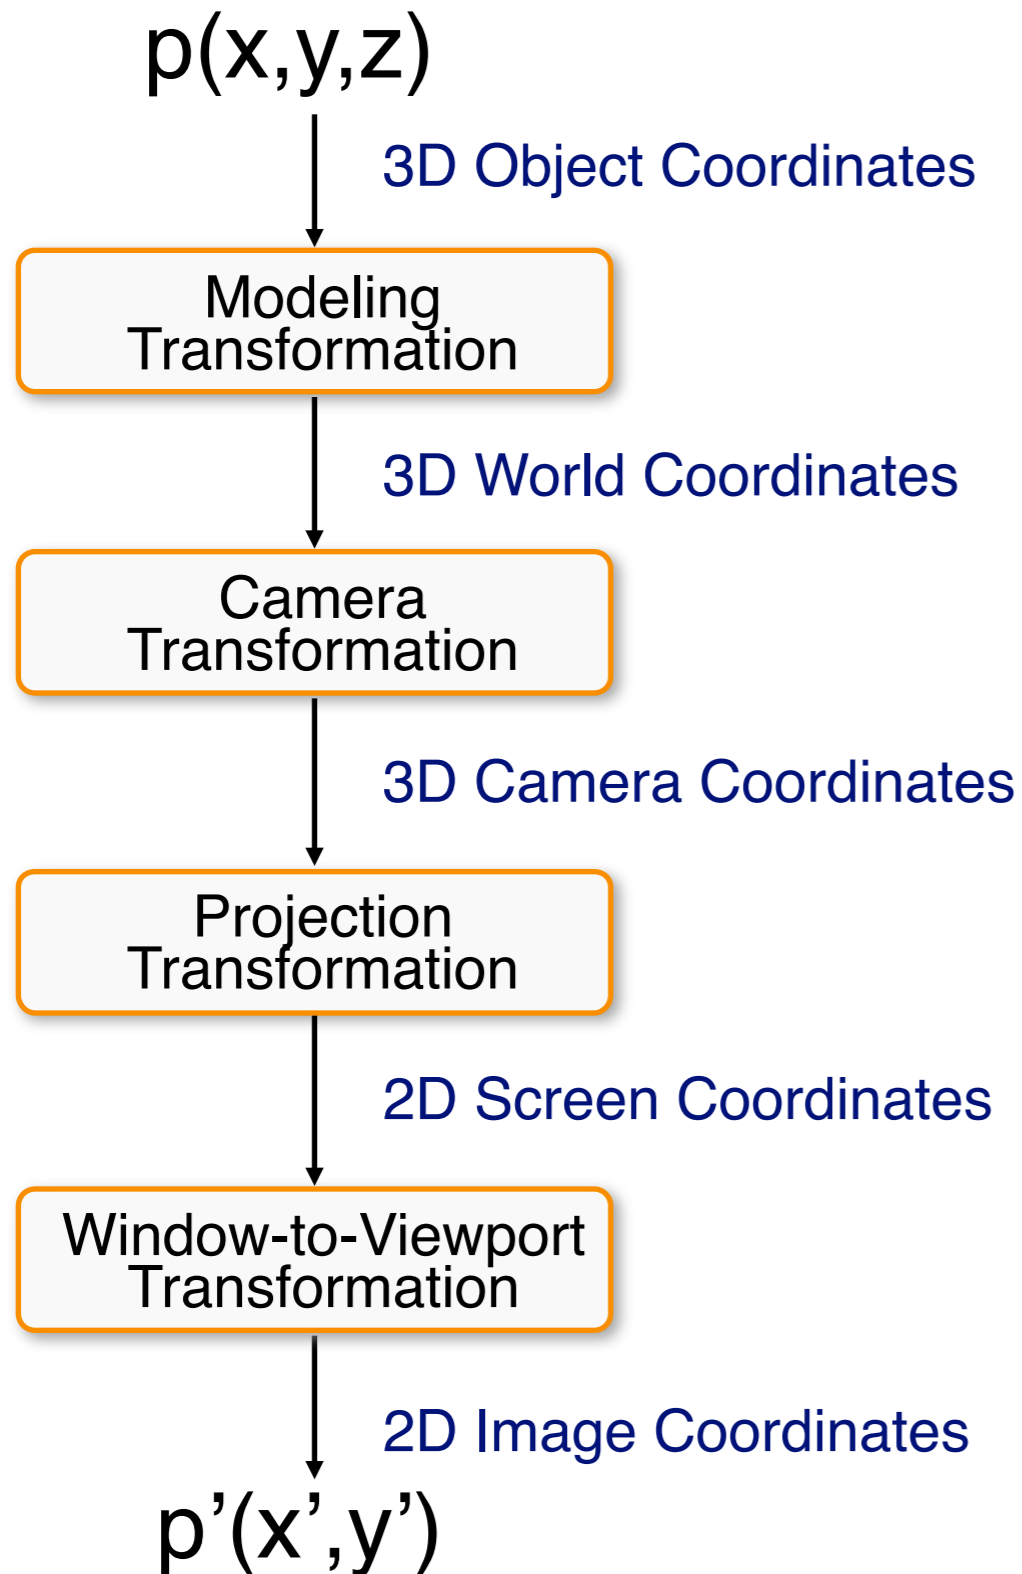 p(x,y,z)
3D Object Coordinates
Modeling
Transformation
3D World Coordinates
Camera
Transformation
3D Camera Coordinates
Projection
Transformation
2D Screen Coordinates
Window-to-Viewport
Transformation
2D Image Coordinates
p’(x’,y’)